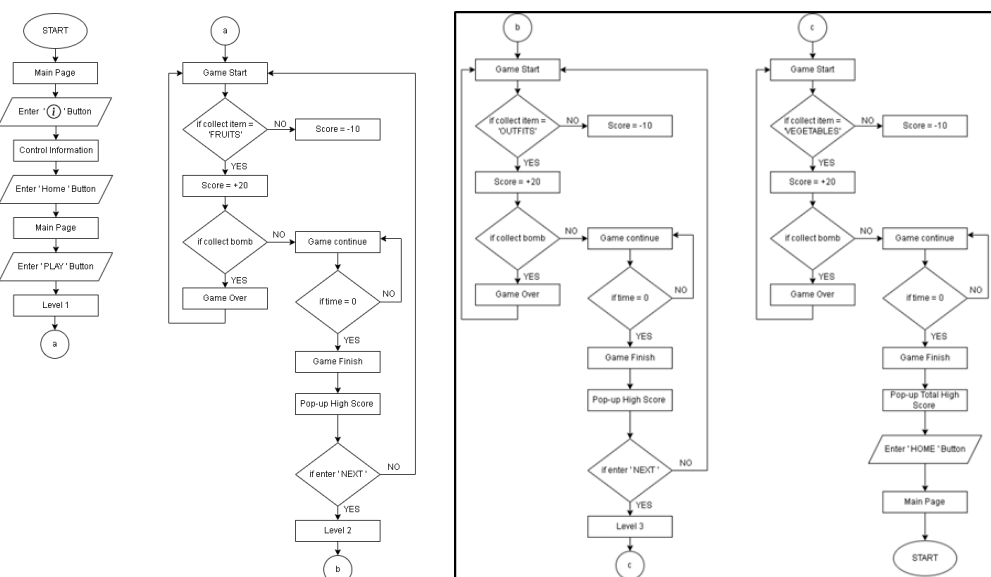 START
Main Page
Enter ' i ' Button
Control Information
Enter ' Home ' Button
Main Page
Enter ' PLAY ' Button
Level 1
a
a
Game Start
if collect item =
'FRUITS'
NO
Score = -10
YES
Score = +20
if collect bomb
NO
Game continue
YES
Game Over
if time = 0
NO
YES
Game Finish
Pop-up High Score
if enter ' NEXT '
NO
YES
Level 2
b
b
Game Start
if collect item =
'OUTFITS'
NO
Score = -10
YES
Score = +20
if collect bomb
NO
Game continue
YES
Game Over
if time = 0
NO
YES
Game Finish
Pop-up High Score
if enter ' NEXT '
NO
YES
Level 3
c
c
Game Start
if collect item =
'VEGETABLES'
NO
Score = -10
YES
Score = +20
if collect bomb
NO
Game continue
YES
Game Over
if time = 0
NO
YES
Game Finish
Pop-up Total High
Score
Enter ' HOME ' Button
Main Page
START